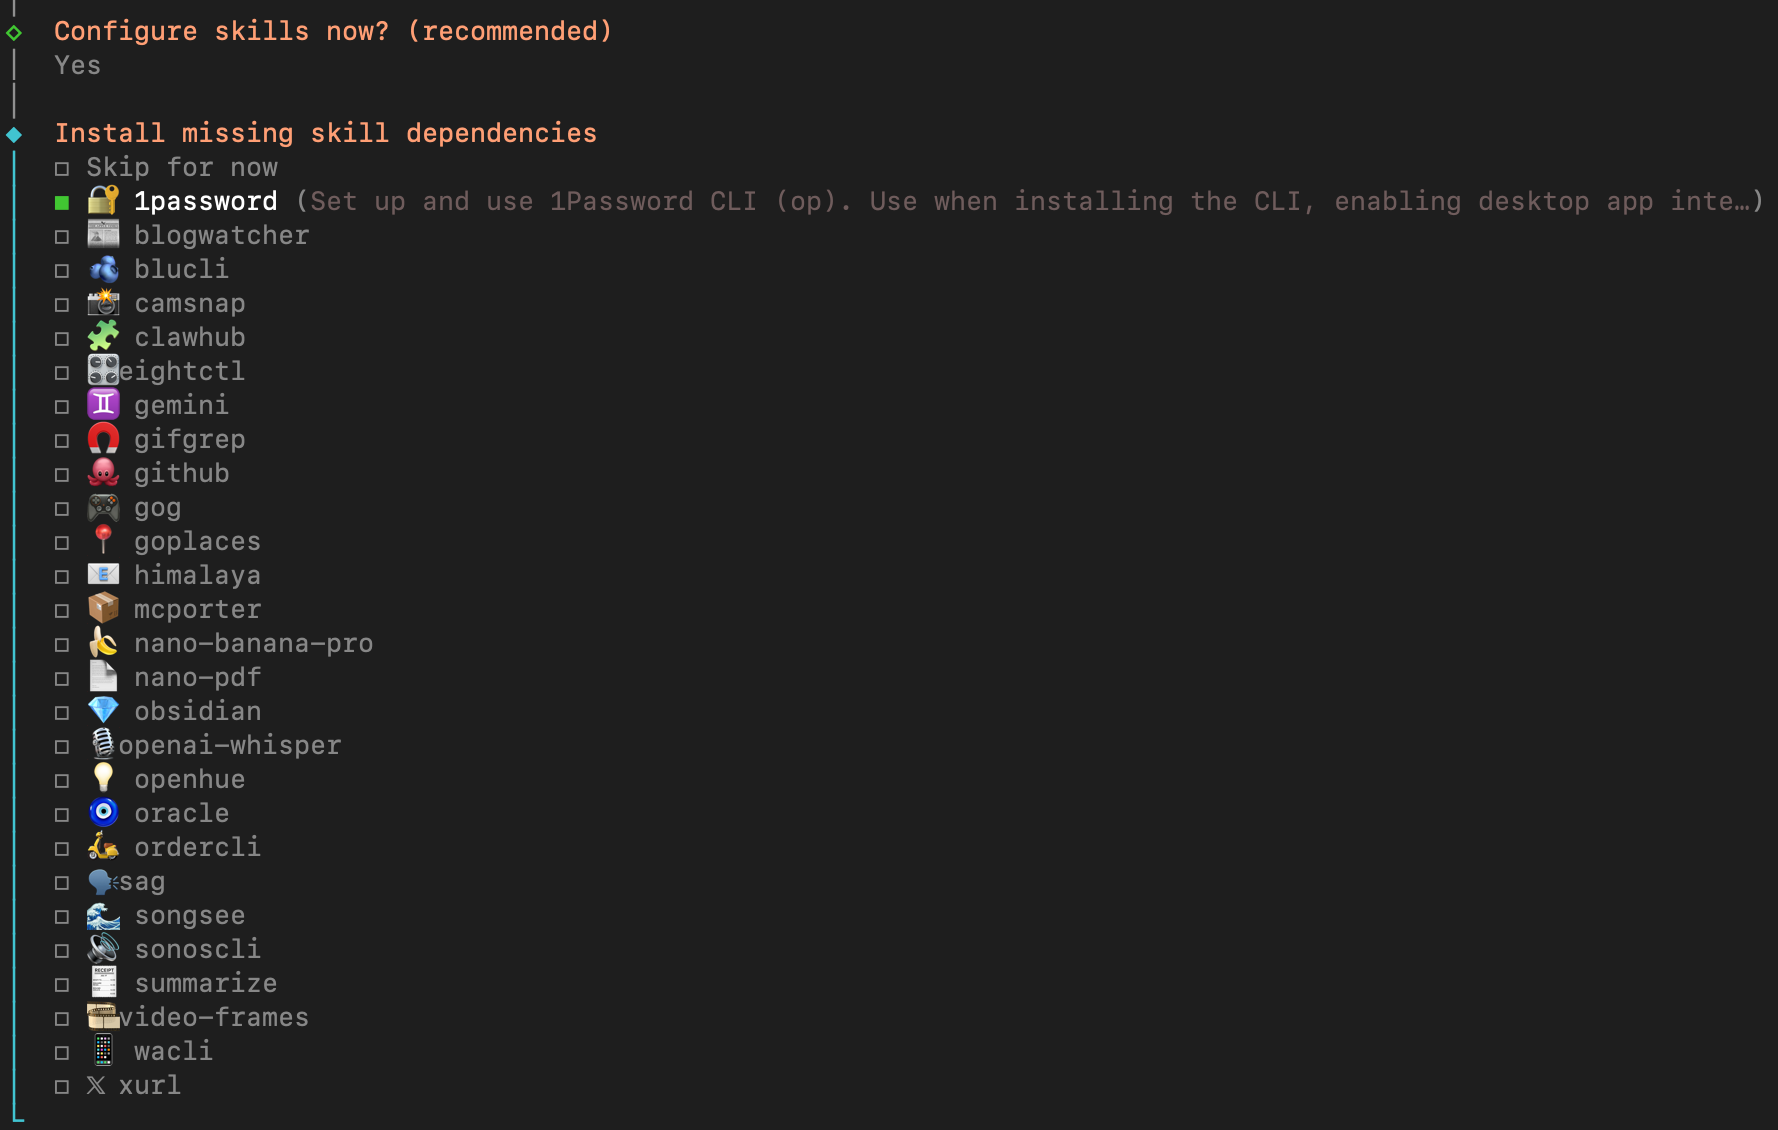 Configure skills now? (recommended)
Yes
Install missing skill dependencies
Skip for now
🔐 1password (Set up and use 1Password CLI (op). Use when installing the CLI, enabling desktop app inte…)
📰 blogwatcher
🫐 blucli
📸 camsnap
🧩 clawhub
🎛️eightctl
♊️ gemini
🧲 gifgrep
🐙 github
🎮 gog
📍 goplaces
📧 himalaya
📦 mcporter
🍌 nano-banana-pro
📄 nano-pdf
💎 obsidian
🎙️openai-whisper
💡 openhue
🧿 oracle
🛵 ordercli
🗣️sag
🌊 songsee
🔊 sonoscli
🧾 summarize
🎞️video-frames
📱 wacli
𝕏 xurl